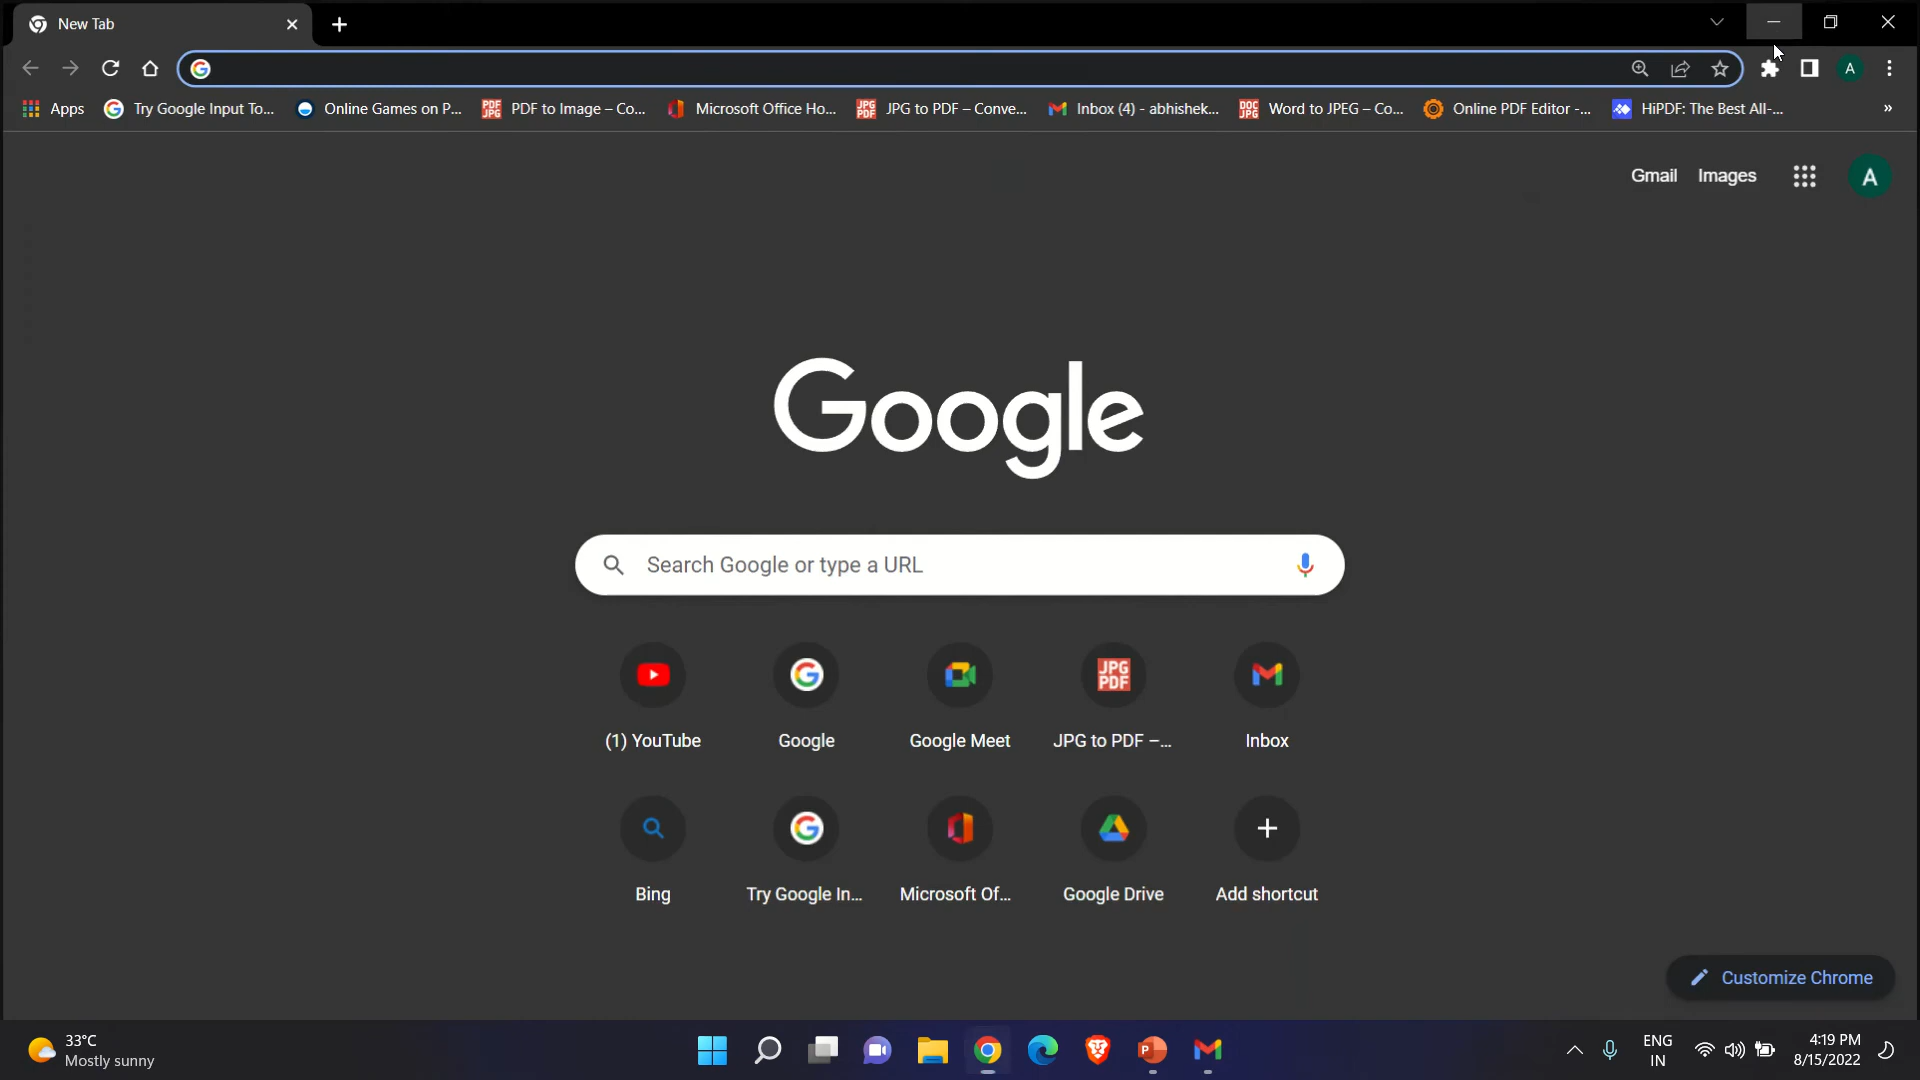 New Tab
Apps Try Google Input To... Online Games on P... PDF to Image – Co... Microsoft Office Ho... JPG to PDF – Conve... Inbox (4) - abhishek... Word to JPEG – Co... Online PDF Editor -... HiPDF: The Best All-... »
A
Gmail Images A
Google
Search Google or type a URL
(1) YouTube Google Google Meet JPG to PDF –... Inbox
Bing Try Google In... Microsoft Of... Google Drive Add shortcut
Customize Chrome
33°C
Mostly sunny
ENG
IN
4:19 PM
8/15/2022